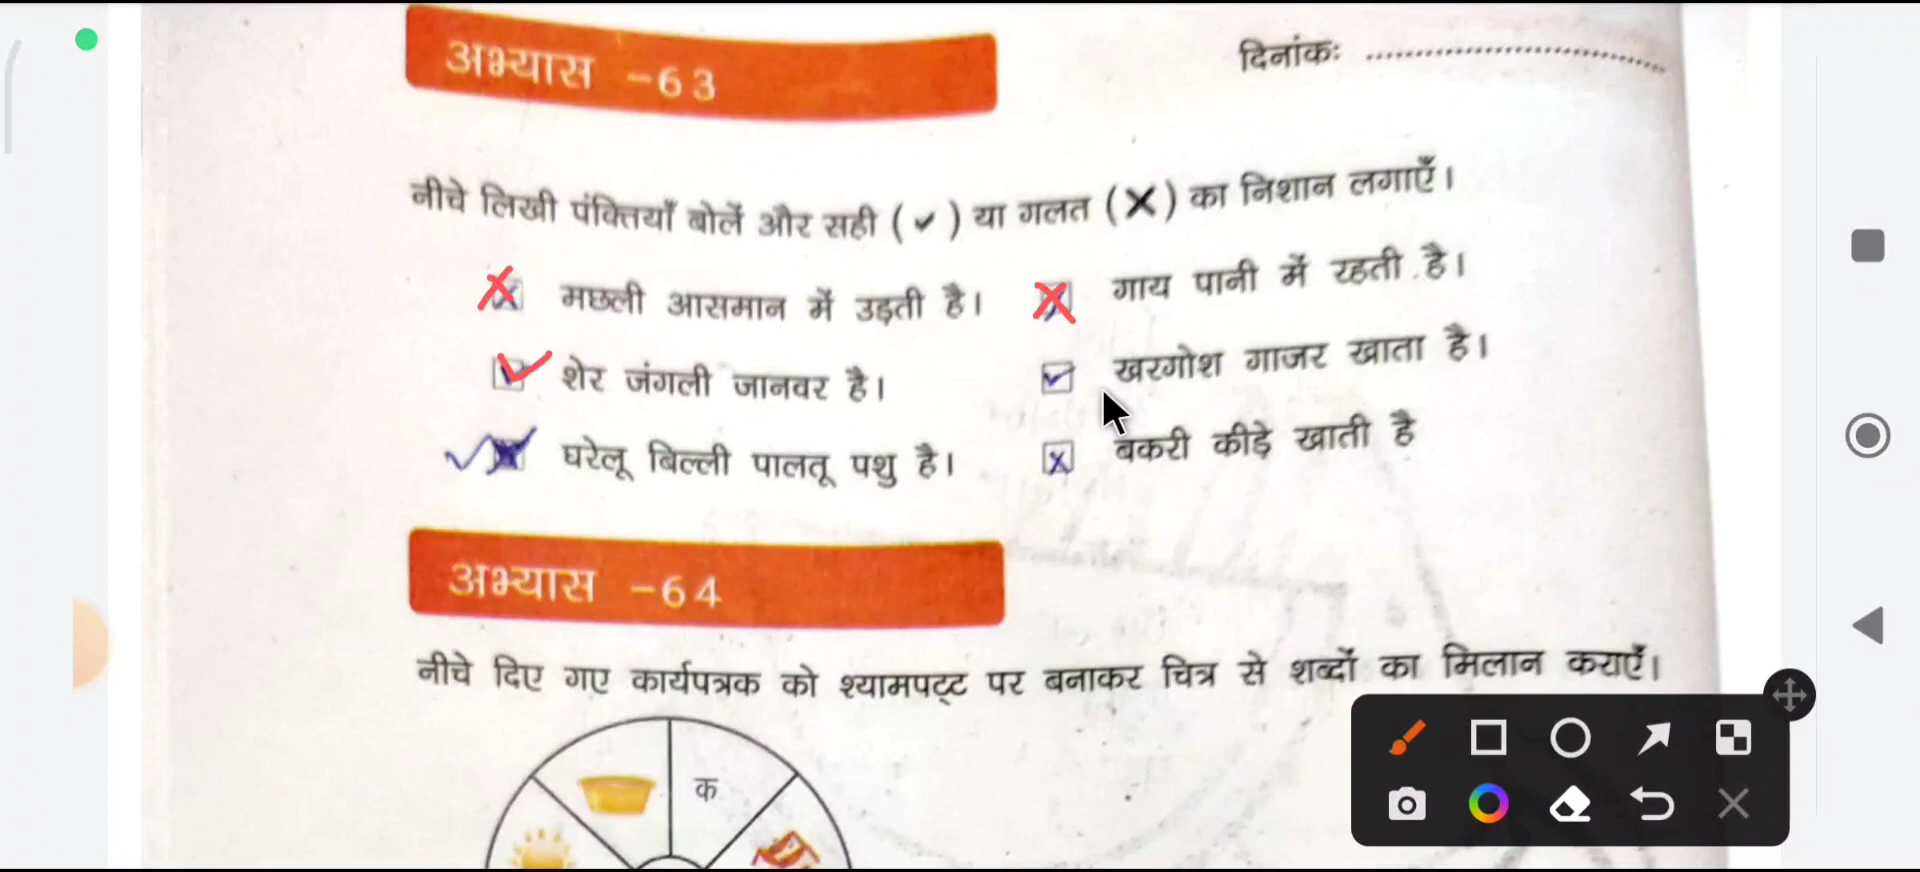 अभ्यास -63
दिनांकः ........................................
नीचे लिखी पंक्तियाँ बोलें और सही (✓) या गलत (X) का निशान लगाएँ।
X मछली आसमान में उड़ती है। X गाय पानी में रहती है।
✓ शेर जंगली जानवर है। ✓ खरगोश गाजर खाता है।
✓ घरेलू बिल्ली पालतू पशु है। X बकरी कीड़े खाती है
अभ्यास -64
नीचे दिए गए कार्यपत्रक को श्यामपट्ट पर बनाकर चित्र से शब्दों का मिलान कराएँ।
क